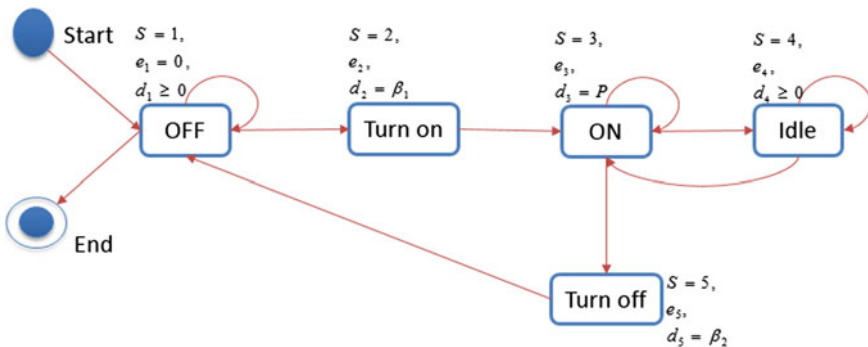 Start
S = 1,
e₁ = 0,
d₁ ≥ 0
OFF
S = 2,
e₂,
d₂ = β₁
Turn on
S = 3,
e₃,
d₃ = P
ON
S = 4,
e₄,
d₄ ≥ 0
Idle
End
Turn off
S = 5,
e₅,
d₅ = β₂